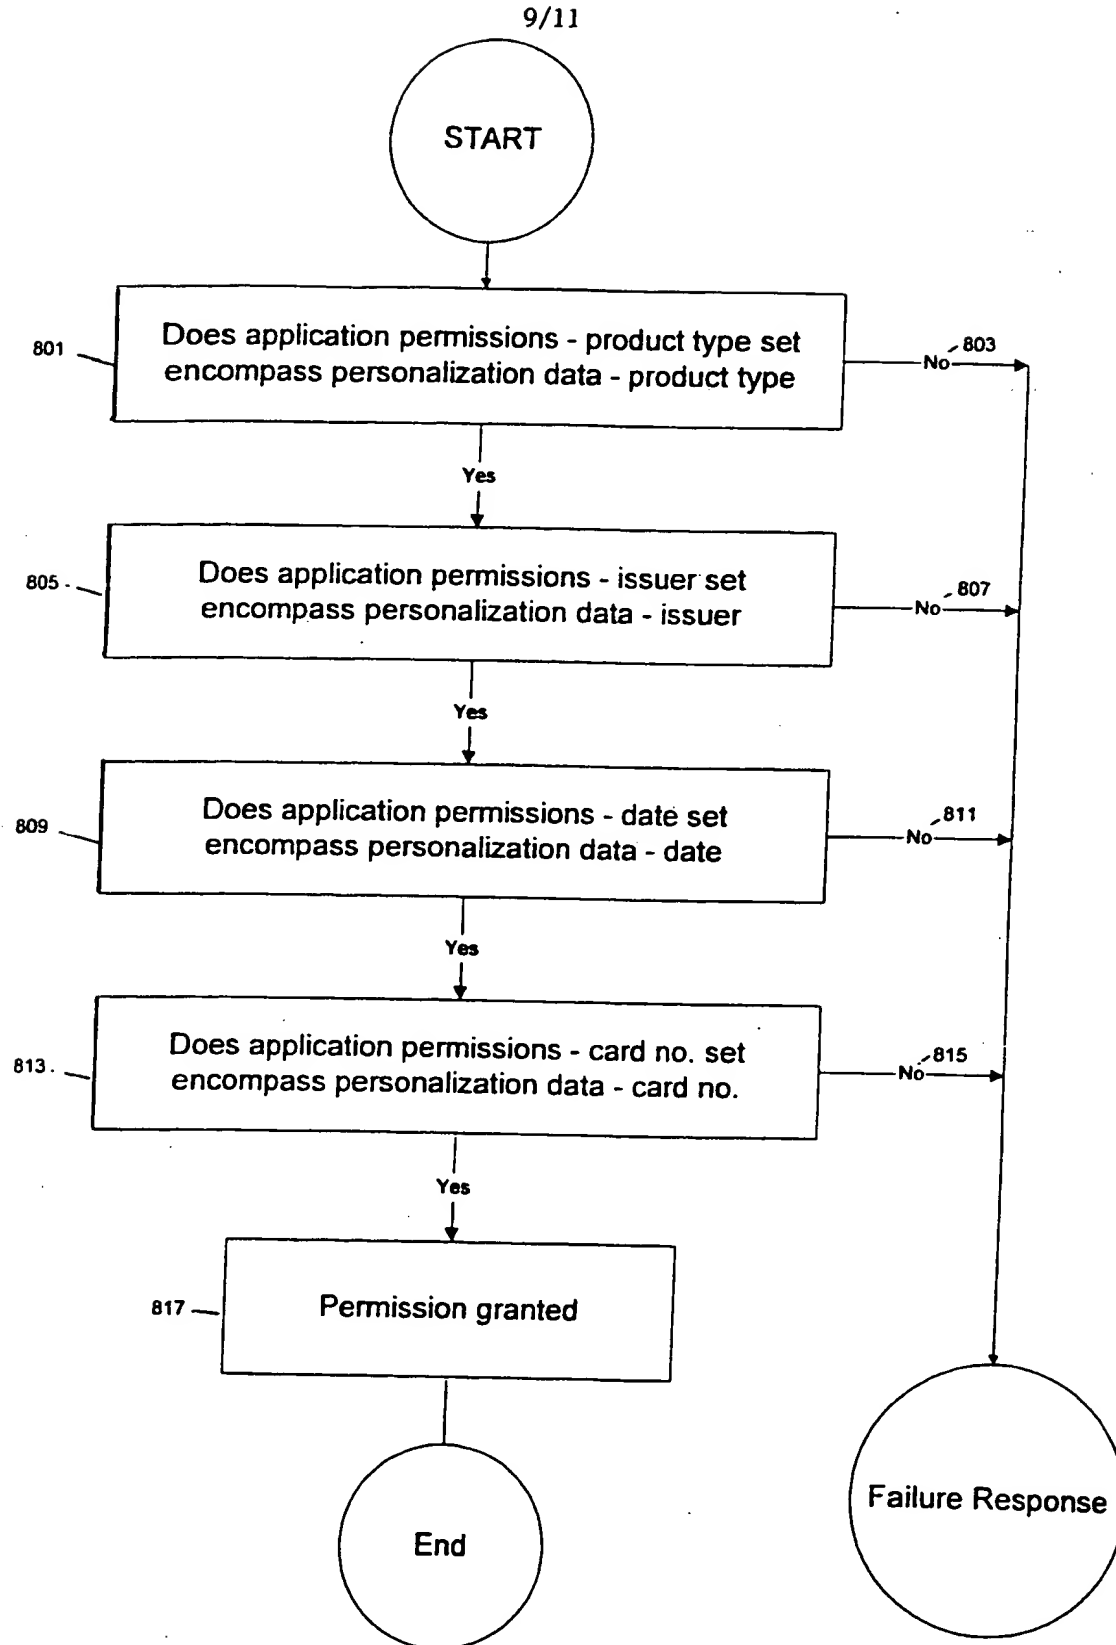 9/11
START
801
Does application permissions - product type set
encompass personalization data - product type
No
803
Yes
805
Does application permissions - issuer set
encompass personalization data - issuer
No
807
Yes
809
Does application permissions - date set
encompass personalization data - date
No
811
Yes
813
Does application permissions - card no. set
encompass personalization data - card no.
No
815
Yes
817
Permission granted
End
Failure Response